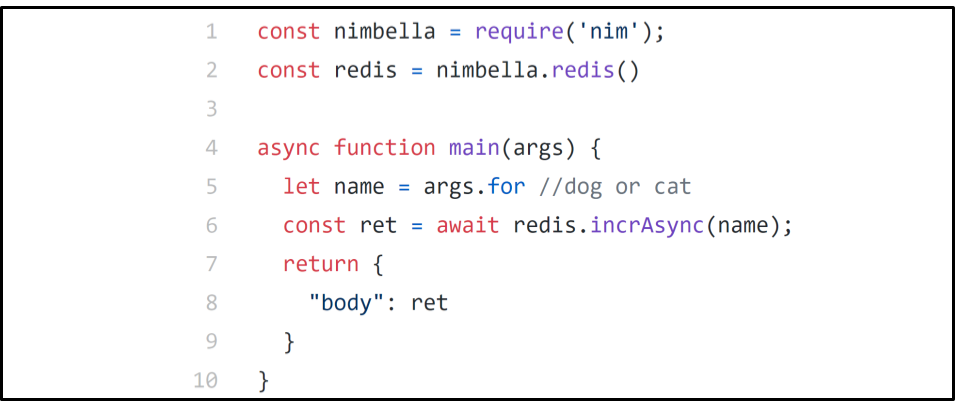 1 const nimbella = require('nim');
2 const redis = nimbella.redis()
3
4 async function main(args) {
5   let name = args.for //dog or cat
6   const ret = await redis.incrAsync(name);
7   return {
8     "body": ret
9   }
10 }